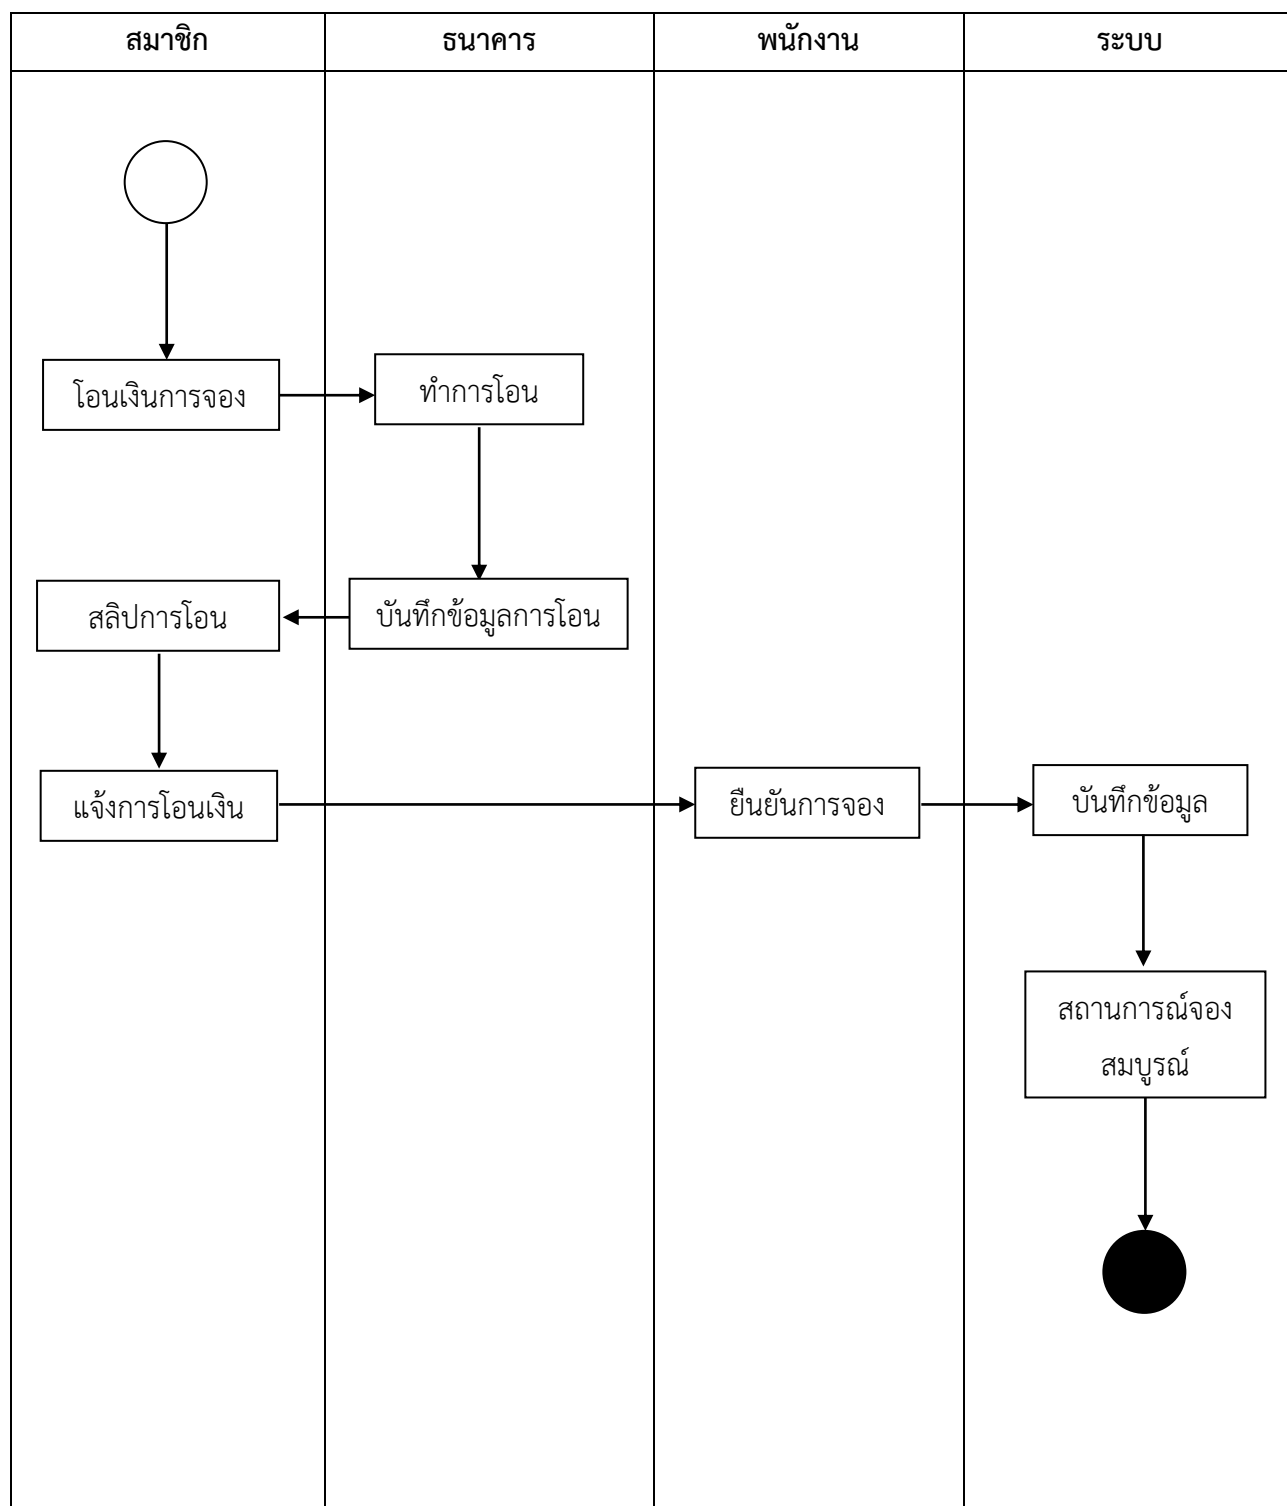 สมาชิก
ธนาคาร
พนักงาน
ระบบ
โอนเงินการจอง
ทำการโอน
สลิปการโอน
บันทึกข้อมูลการโอน
แจ้งการโอนเงิน
ยืนยันการจอง
บันทึกข้อมูล
สถานการณ์จอง
สมบูรณ์